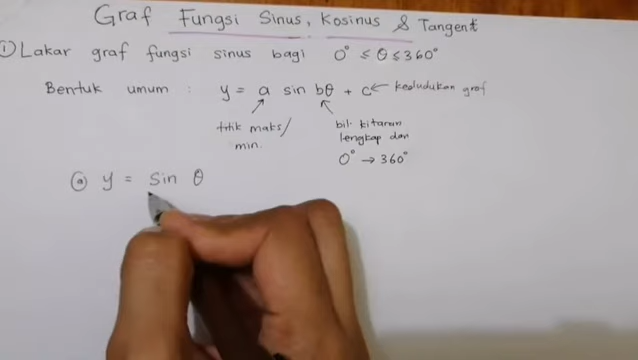 Graf Fungsi Sinus, Kosinus & Tangent
① Lakar graf fungsi sinus bagi 0° ≤ θ ≤ 360°
Bentuk umum : y = a sin bθ + c ← kedudukan graf
titik maks/
min.
bil. kitaran
lengkap dari
0° → 360°
ⓐ y = sin θ